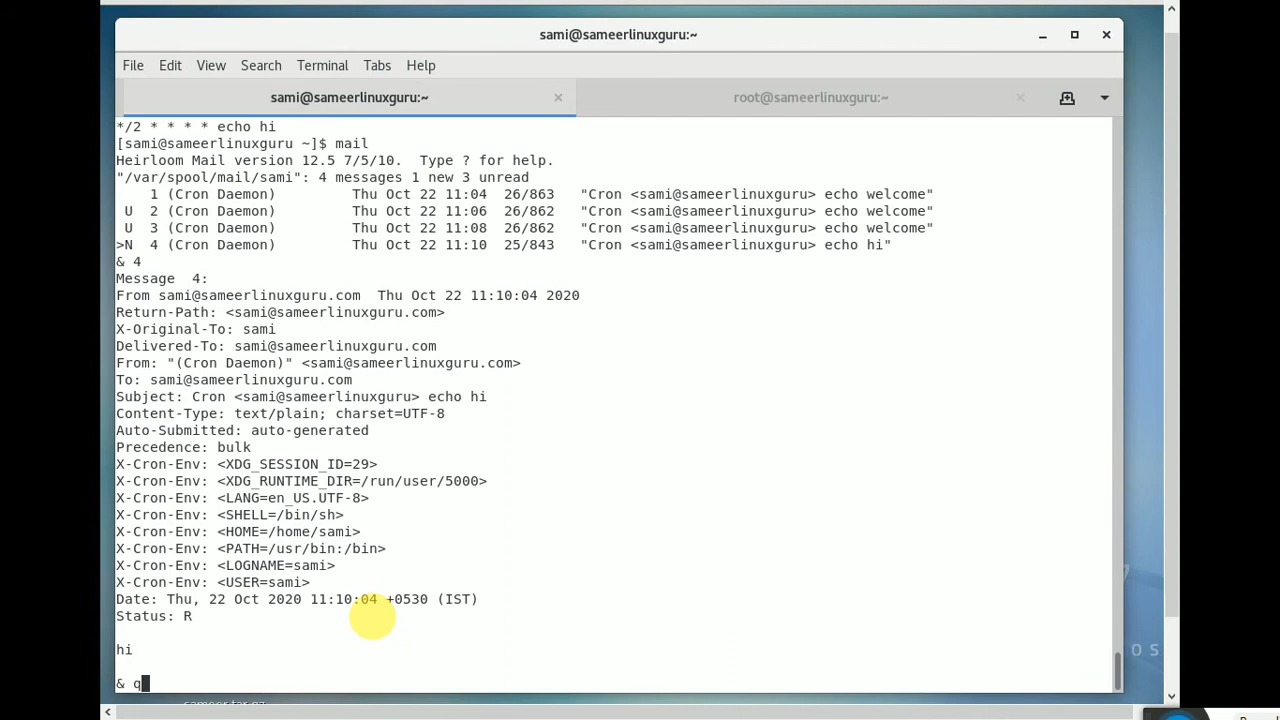 sami@sameerlinuxguru:~
File Edit View Search Terminal Tabs Help
sami@sameerlinuxguru:~ root@sameerlinuxguru:~
*/2 * * * * echo hi
[sami@sameerlinuxguru ~]$ mail
Heirloom Mail version 12.5 7/5/10.  Type ? for help.
"/var/spool/mail/sami": 4 messages 1 new 3 unread
    1 (Cron Daemon)         Thu Oct 22 11:04  26/863   "Cron <sami@sameerlinuxguru> echo welcome"
 U  2 (Cron Daemon)         Thu Oct 22 11:06  26/862   "Cron <sami@sameerlinuxguru> echo welcome"
 U  3 (Cron Daemon)         Thu Oct 22 11:08  26/862   "Cron <sami@sameerlinuxguru> echo welcome"
>N  4 (Cron Daemon)         Thu Oct 22 11:10  25/843   "Cron <sami@sameerlinuxguru> echo hi"
& 4
Message  4:
From sami@sameerlinuxguru.com  Thu Oct 22 11:10:04 2020
Return-Path: <sami@sameerlinuxguru.com>
X-Original-To: sami
Delivered-To: sami@sameerlinuxguru.com
From: "(Cron Daemon)" <sami@sameerlinuxguru.com>
To: sami@sameerlinuxguru.com
Subject: Cron <sami@sameerlinuxguru> echo hi
Content-Type: text/plain; charset=UTF-8
Auto-Submitted: auto-generated
Precedence: bulk
X-Cron-Env: <XDG_SESSION_ID=29>
X-Cron-Env: <XDG_RUNTIME_DIR=/run/user/5000>
X-Cron-Env: <LANG=en_US.UTF-8>
X-Cron-Env: <SHELL=/bin/sh>
X-Cron-Env: <HOME=/home/sami>
X-Cron-Env: <PATH=/usr/bin:/bin>
X-Cron-Env: <LOGNAME=sami>
X-Cron-Env: <USER=sami>
Date: Thu, 22 Oct 2020 11:10:04 +0530 (IST)
Status: R
hi
& q
OS